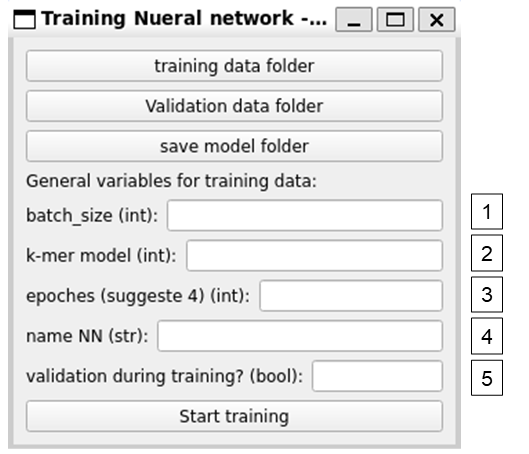 Training Nueral network -...
training data folder
Validation data folder
save model folder
General variables for training data:
batch_size (int): 1
k-mer model (int): 2
epoches (suggeste 4) (int): 3
name NN (str): 4
validation during training? (bool): 5
Start training